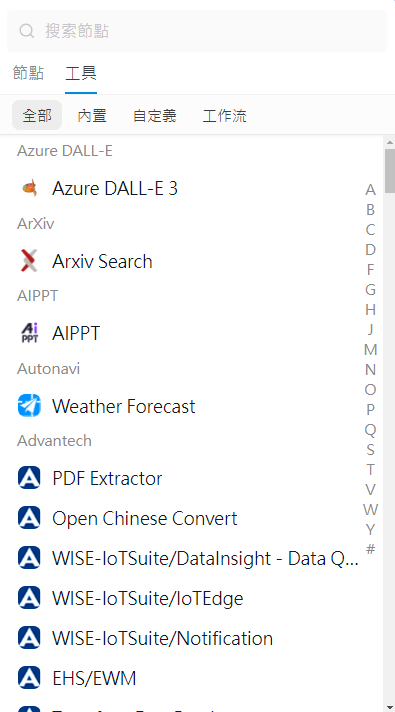 搜索節點
節點 工具
全部 內置 自定義 工作流
Azure DALL-E
Azure DALL-E 3
ArXiv
Arxiv Search
AIPPT
AIPPT
Autonavi
Weather Forecast
Advantech
PDF Extractor
Open Chinese Convert
WISE-IoTSuite/DataInsight - Data Q...
WISE-IoTSuite/IoTEdge
WISE-IoTSuite/Notification
EHS/EWM
A
B
C
D
F
G
H
J
M
N
O
P
Q
S
T
V
W
Y
#